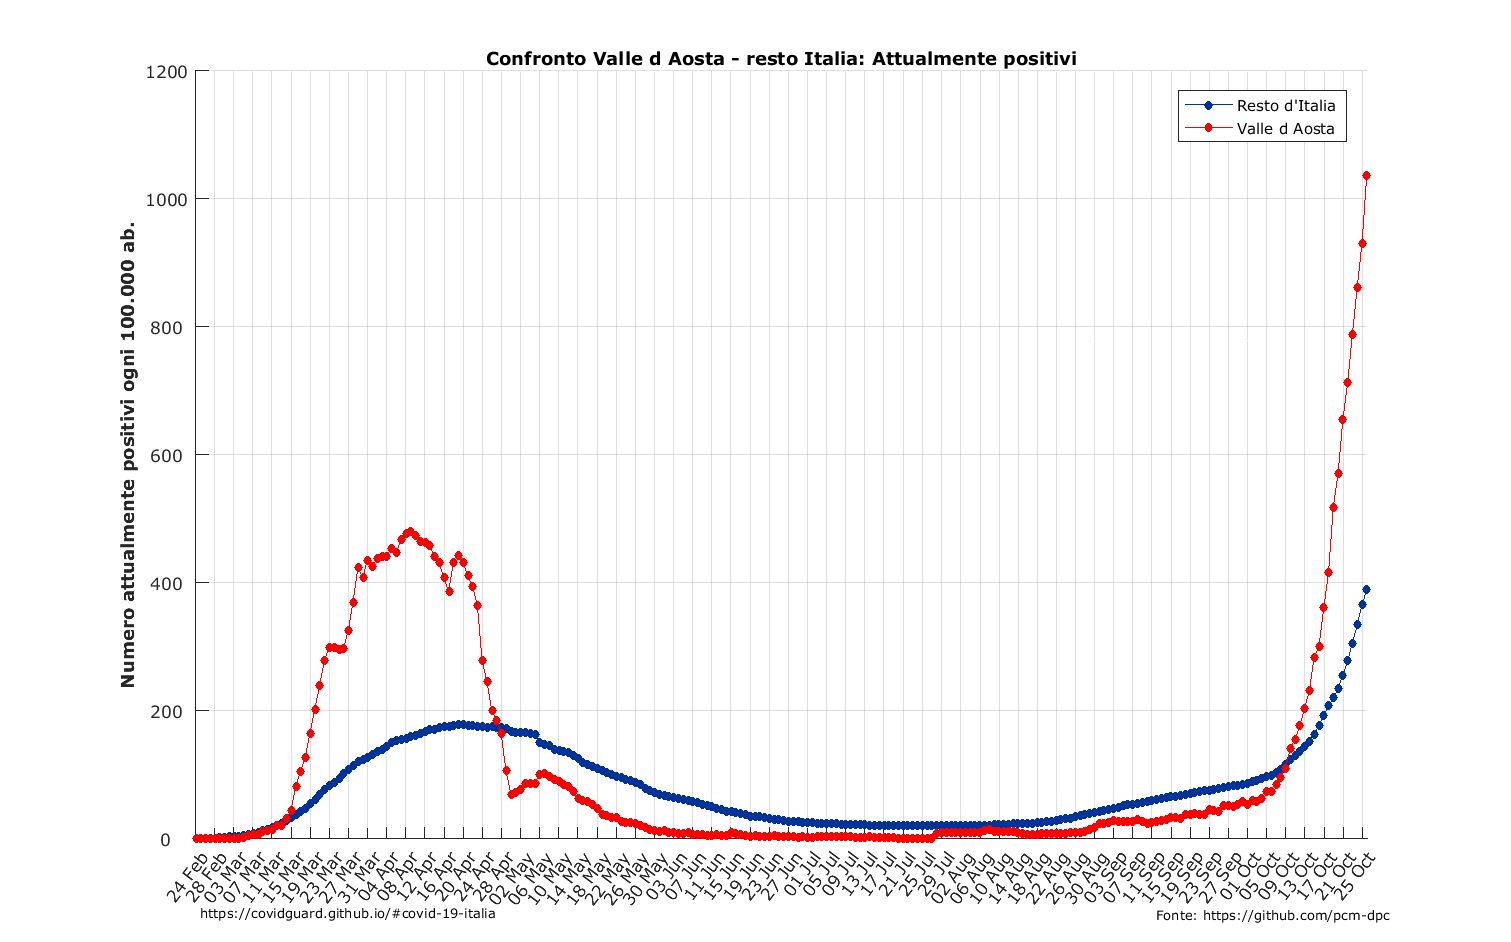 Confronto Valle d Aosta - resto Italia: Attualmente positivi
Resto d'Italia
Valle d Aosta
Numero attualmente positivi ogni 100.000 ab.
1200
1000
800
600
400
200
0
24 Feb
28 Feb
03 Mar
07 Mar
11 Mar
15 Mar
19 Mar
23 Mar
27 Mar
31 Mar
04 Apr
08 Apr
12 Apr
16 Apr
20 Apr
24 Apr
28 Apr
02 May
06 May
10 May
14 May
18 May
22 May
26 May
30 May
03 Jun
07 Jun
11 Jun
15 Jun
19 Jun
23 Jun
27 Jun
01 Jul
05 Jul
09 Jul
13 Jul
17 Jul
21 Jul
25 Jul
29 Jul
02 Aug
06 Aug
10 Aug
14 Aug
18 Aug
22 Aug
26 Aug
30 Aug
03 Sep
07 Sep
11 Sep
15 Sep
19 Sep
23 Sep
27 Sep
01 Oct
05 Oct
09 Oct
13 Oct
17 Oct
21 Oct
25 Oct
https://covidguard.github.io/#covid-19-italia
Fonte: https://github.com/pcm-dpc